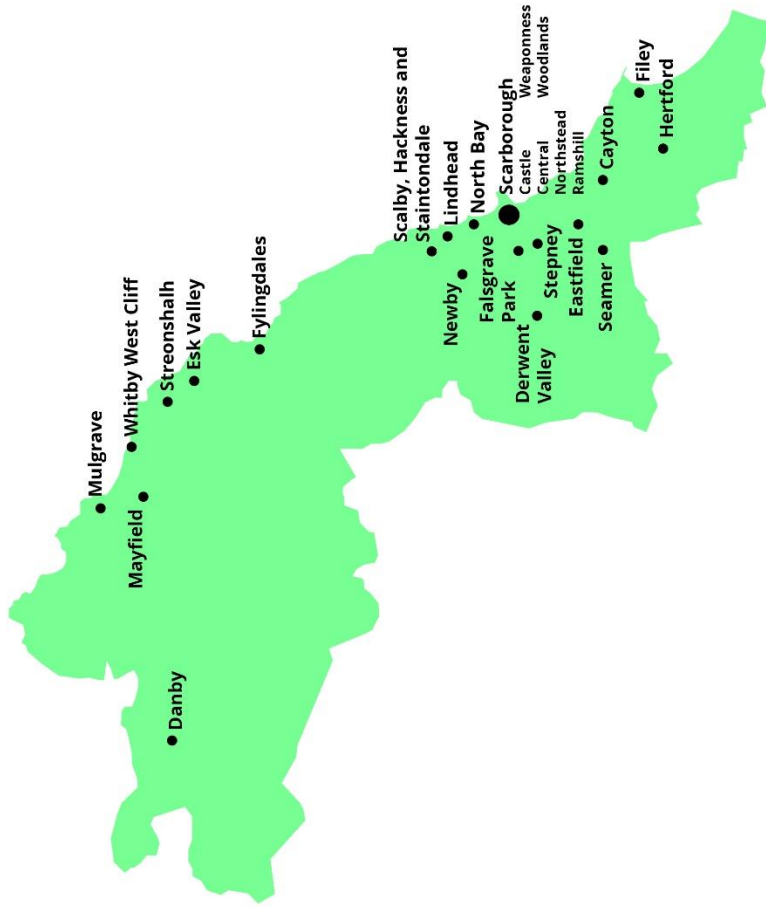 Mulgrave
Whitby West Cliff
Mayfield
Streonshalh
Esk Valley
Danby
Fylingdales
Scalby, Hackness and
Staintondale
Lindhead
Newby
North Bay
Scarborough
Castle
Weaponness
Central
Woodlands
Northstead
Ramshill
Falsgrave
Park
Stepney
Derwent
Valley
Eastfield
Cayton
Seamer
Filey
Hertford